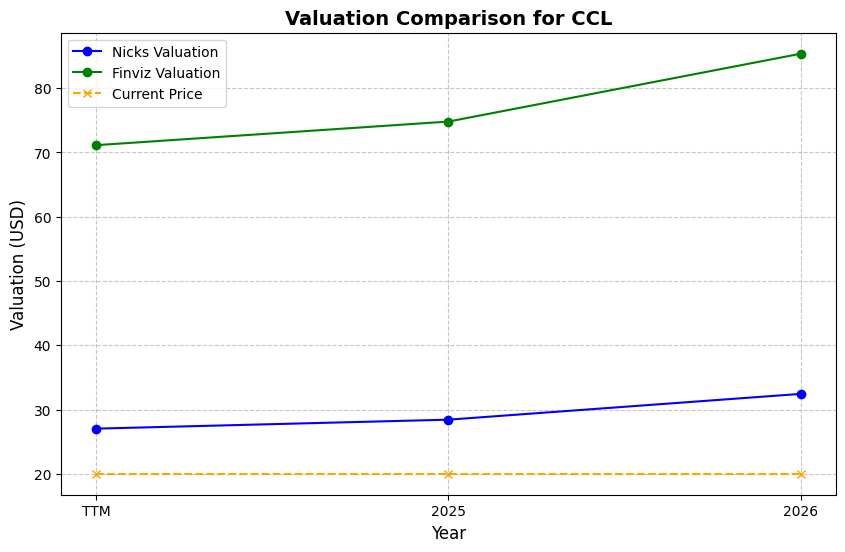 Valuation Comparison for CCL
Nicks Valuation
Finviz Valuation
Current Price
Valuation (USD)
80
70
60
50
40
30
20
TTM
2025
2026
Year